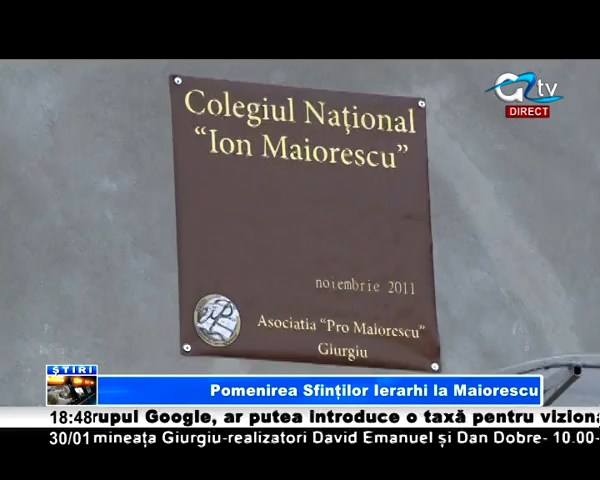 Colegiul Național
“Ion Maiorescu”
noiembrie 2011
Asociatia “Pro Maiorescu”
Giurgiu
G2tv
DIRECT
ȘTIRI
Pomenirea Sfinților Ierarhi la Maiorescu
18:48 rupul Google, ar putea introduce o taxă pentru viziona
30/01 mineața Giurgiu-realizatori David Emanuel și Dan Dobre- 10.00-